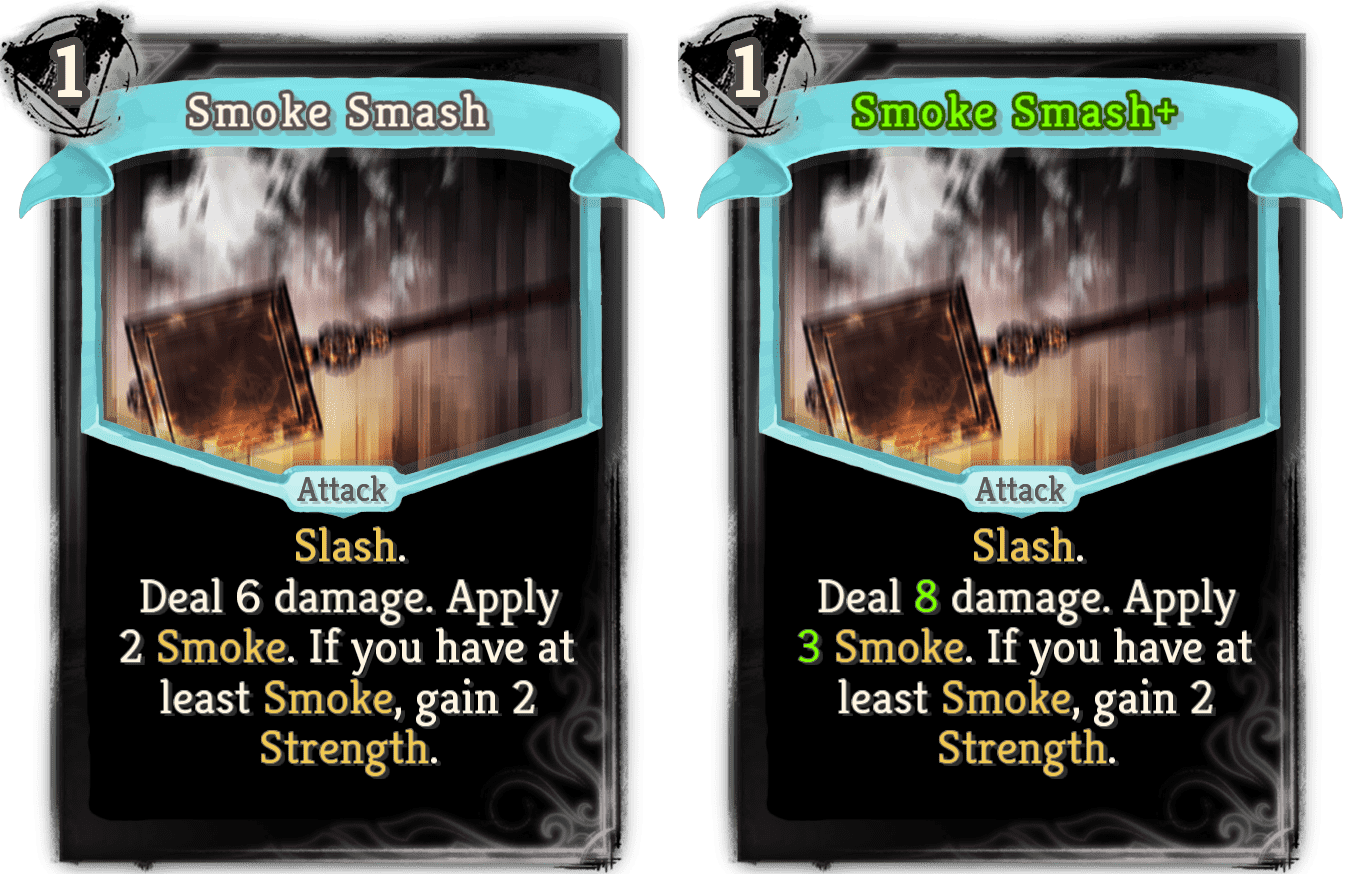 1
Smoke Smash
Attack
Slash.
Deal 6 damage. Apply
2 Smoke. If you have at
least Smoke, gain 2
Strength.
1
Smoke Smash+
Attack
Slash.
Deal 8 damage. Apply
3 Smoke. If you have at
least Smoke, gain 2
Strength.